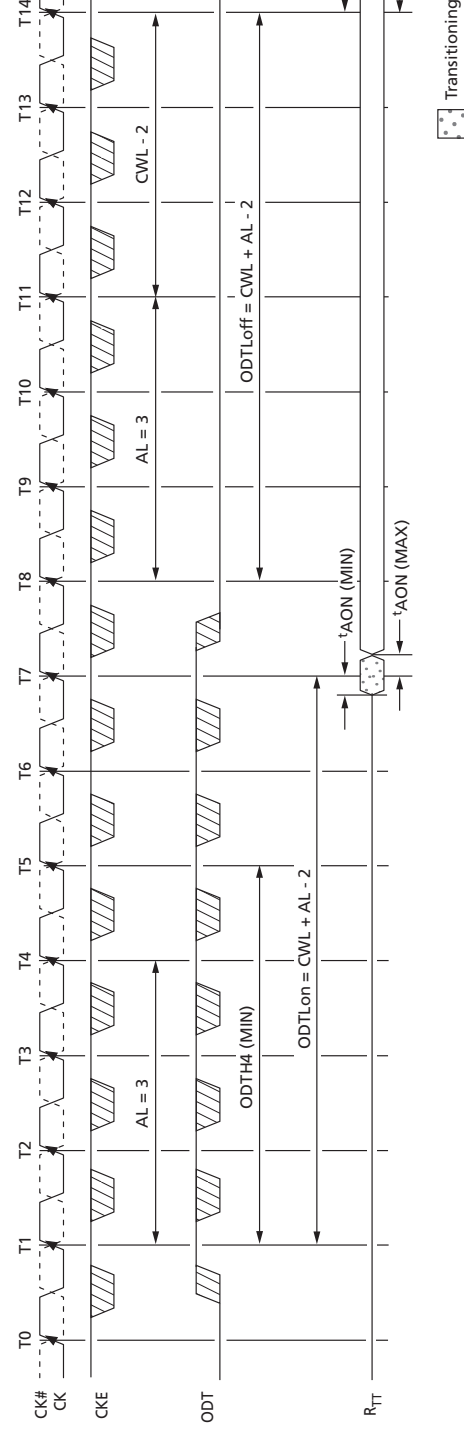 T0 T1 T2 T3 T4 T5 T6 T7 T8 T9 T10 T11 T12 T13 T14
CK#
CK
CKE
AL = 3
AL = 3
CWL - 2
ODT
ODTH4 (MIN)
ODTLoff = CWL + AL - 2
ODTLon = CWL + AL - 2
tAON (MIN)
RTT
tAON (MAX)
Transitioning